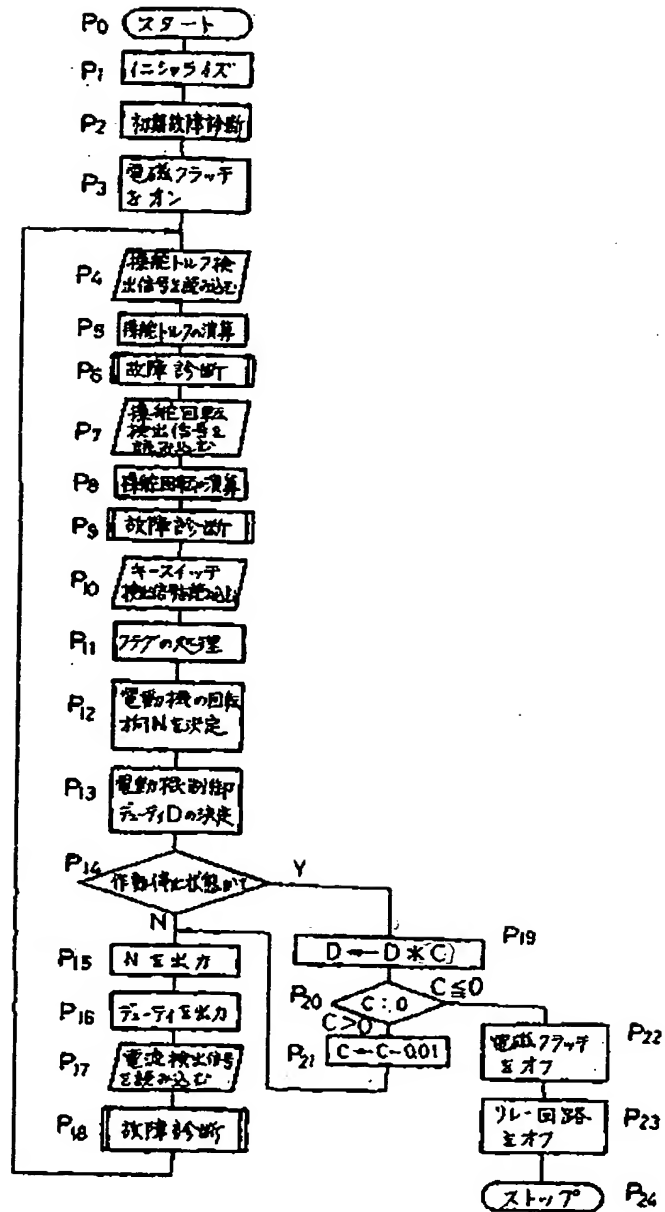 P0 スタート
P1 イニシャライズ
P2 初期故障診断
P3 電磁クラッチ
をオン
P4 操舵トルク検
出信号を読み込む
P5 操舵トルクの演算
P6 故障診断
P7 操舵回転
検出信号を
読み込む
P8 操舵回転の演算
P9 故障診断
P10 キースイッチ
検出信号を読み込む
P11 フラグの処理
P12 電動機の回転
方向Nを決定
P13 電動機制御
デューティDの決定
P14 作動停止状態か?
Y
N
P15 Nを出力
P16 デューティを出力
P17 電流検出信号
を読み込む
P18 故障診断
P19 D ← D*(C)
P20 C:0
C≦0
C>0
P21 C←C-0.01
P22 電磁クラッチ
をオフ
P23 リレー回路
をオフ
P24 ストップ